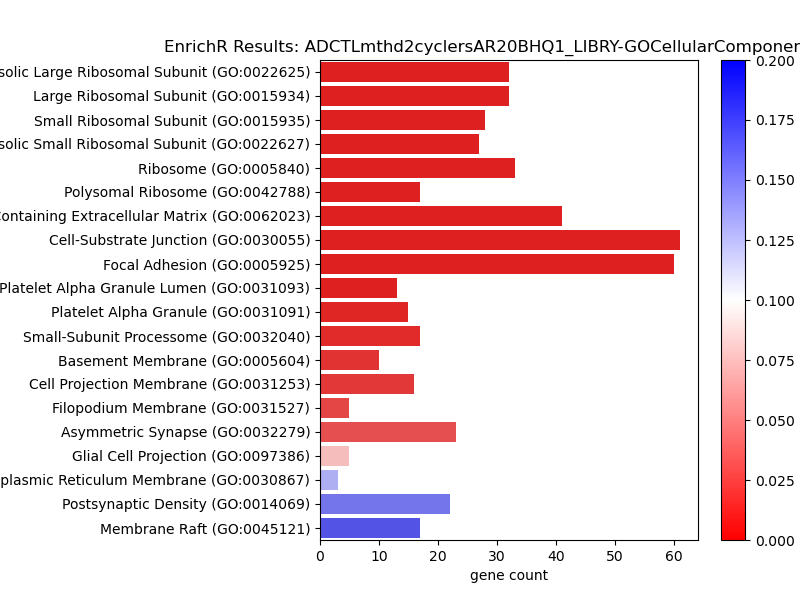 EnrichR Results: ADCTLmthd2cyclersAR20BHQ1_LIBRY-GOCellularComponer
solic Large Ribosomal Subunit (GO:0022625)
Large Ribosomal Subunit (GO:0015934)
Small Ribosomal Subunit (GO:0015935)
solic Small Ribosomal Subunit (GO:0022627)
Ribosome (GO:0005840)
Polysomal Ribosome (GO:0042788)
Containing Extracellular Matrix (GO:0062023)
Cell-Substrate Junction (GO:0030055)
Focal Adhesion (GO:0005925)
Platelet Alpha Granule Lumen (GO:0031093)
Platelet Alpha Granule (GO:0031091)
Small-Subunit Processome (GO:0032040)
Basement Membrane (GO:0005604)
Cell Projection Membrane (GO:0031253)
Filopodium Membrane (GO:0031527)
Asymmetric Synapse (GO:0032279)
Glial Cell Projection (GO:0097386)
plasmic Reticulum Membrane (GO:0030867)
Postsynaptic Density (GO:0014069)
Membrane Raft (GO:0045121)
0 10 20 30 40 50 60
gene count
0.200
0.175
0.150
0.125
0.100
0.075
0.050
0.025
0.000